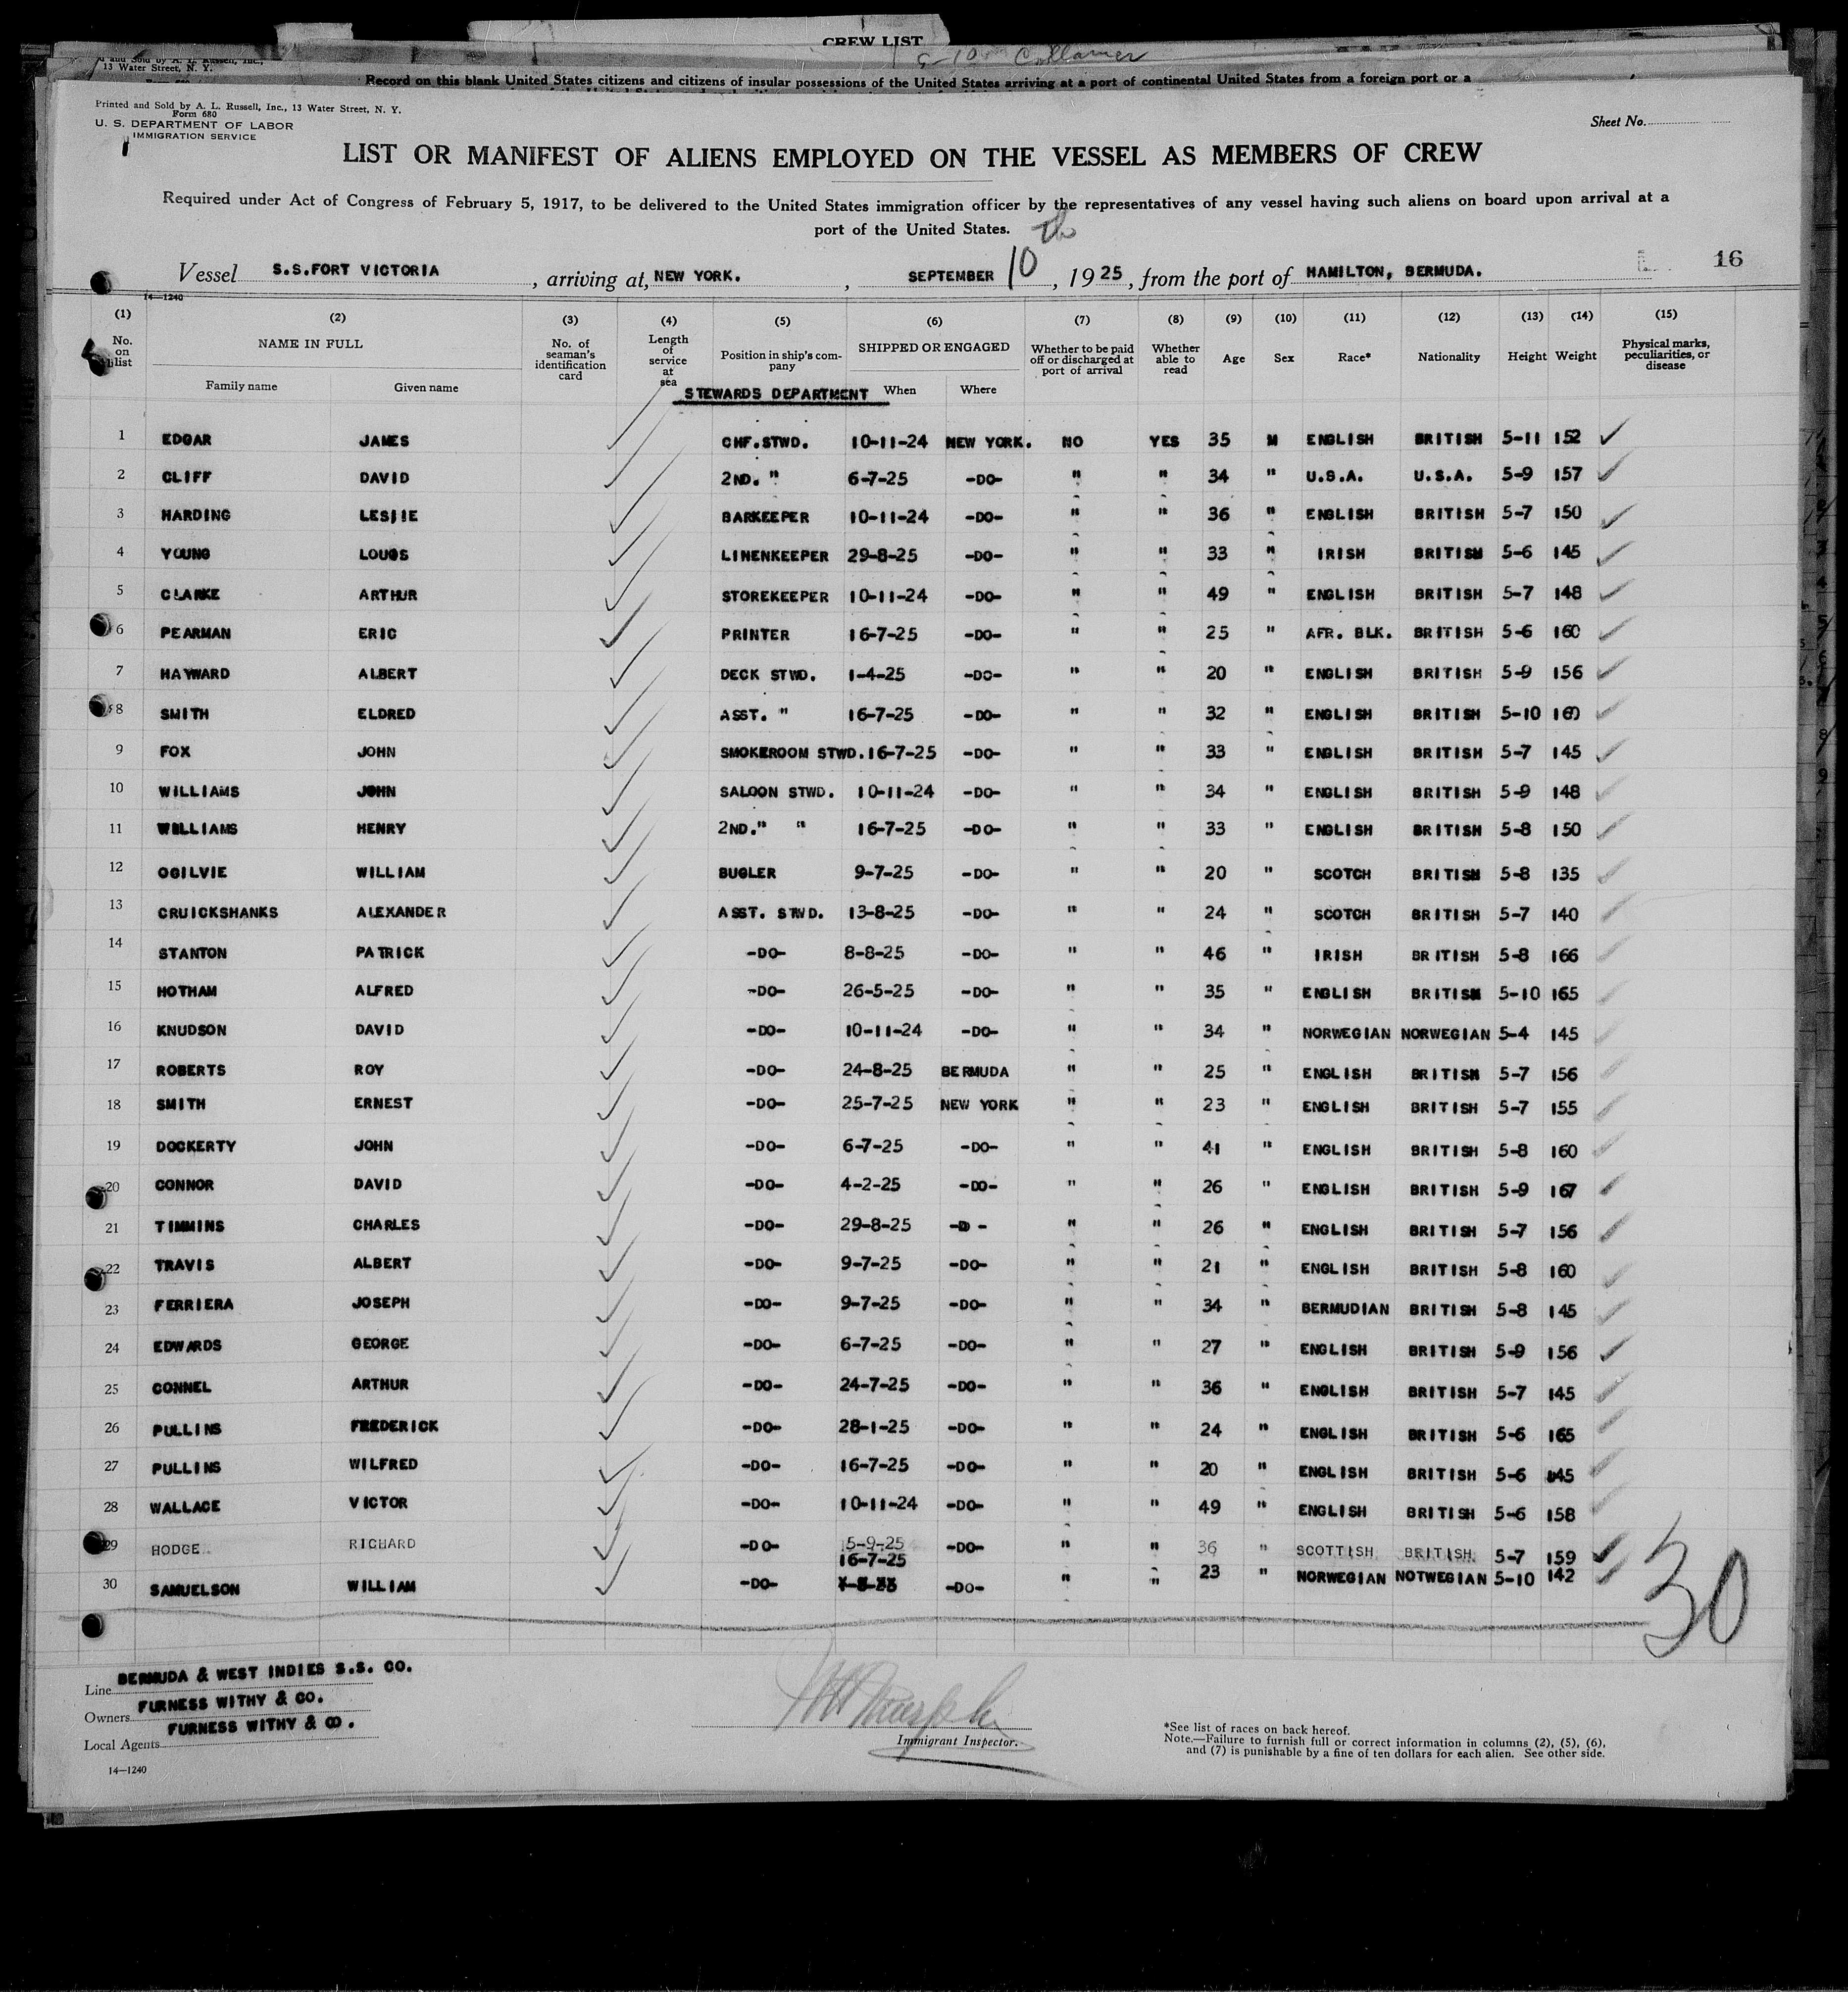 CREW LIST
13 Water Street, N. Y.
Record on this blank United States citizens and citizens of insular possessions of the United States arriving at a port of continental United States from a foreign port or a
Printed and Sold by A. L. Russell, Inc., 13 Water Street, N. Y.
Form 680
U. S. DEPARTMENT OF LABOR
IMMIGRATION SERVICE
Sheet No.
LIST OR MANIFEST OF ALIENS EMPLOYED ON THE VESSEL AS MEMBERS OF CREW
Required under Act of Congress of February 5, 1917, to be delivered to the United States immigration officer by the representatives of any vessel having such aliens on board upon arrival at a
port of the United States.
Vessel S.S.FORT VICTORIA, arriving at, NEW YORK., SEPTEMBER 10th, 1925, from the port of HAMILTON, BERMUDA. 16
14—1240
(1) (2) (3) (4) (5) (6) (7) (8) (9) (10) (11) (12) (13) (14) (15)
No. on list NAME IN FULL No. of seaman's identification card Length of service at sea Position in ship's company SHIPPED OR ENGAGED Whether to be paid off or discharged at port of arrival Whether able to read Age Sex Race* Nationality Height Weight Physical marks, peculiarities, or disease
Family name Given name When Where
STEWARDS DEPARTMENT
1 EDGAR JAMES CHF.STWD. 10-11-24 NEW YORK. NO YES 35 M ENGLISH BRITISH 5-11 152
2 CLIFF DAVID 2ND. " 6-7-25 -DO- " " 34 " U.S.A. U.S.A. 5-9 157
3 HARDING LESIIE BARKEEPER 10-11-24 -DO- " " 36 " ENGLISH BRITISH 5-7 150
4 YOUNG LOUGS LINENKEEPER 29-8-25 -DO- " " 33 " IRISH BRITISH 5-6 145
5 CLARKE ARTHUR STOREKEEPER 10-11-24 -DO- " " 49 " ENGLISH BRITISH 5-7 148
6 PEARMAN ERIC PRINTER 16-7-25 -DO- " " 25 " AFR. BLK. BRITISH 5-6 160
7 HAYWARD ALBERT DECK STWD. 1-4-25 -DO- " " 20 " ENGLISH BRITISH 5-9 156
8 SMITH ELDRED ASST. " 16-7-25 -DO- " " 32 " ENGLISH BRITISH 5-10 160
9 FOX JOHN SMOKEROOM STWD. 16-7-25 -DO- " " 33 " ENGLISH BRITISH 5-7 145
10 WILLIAMS JOHN SALOON STWD. 10-11-24 -DO- " " 34 " ENGLISH BRITISH 5-9 148
11 WILLIAMS HENRY 2ND." " 16-7-25 -DO- " " 33 " ENGLISH BRITISH 5-8 150
12 OGILVIE WILLIAM BUGLER 9-7-25 -DO- " " 20 " SCOTCH BRITISH 5-8 135
13 CRUICKSHANKS ALEXANDER ASST. STWD. 13-8-25 -DO- " " 24 " SCOTCH BRITISH 5-7 140
14 STANTON PATRICK -DO- 8-8-25 -DO- " " 46 " IRISH BRITISH 5-8 166
15 HOTHAM ALFRED -DO- 26-5-25 -DO- " " 35 " ENGLISH BRITISH 5-10 165
16 KNUDSON DAVID -DO- 10-11-24 -DO- " " 34 " NORWEGIAN NORWEGIAN 5-4 145
17 ROBERTS ROY -DO- 24-8-25 BERMUDA " " 25 " ENGLISH BRITISH 5-7 156
18 SMITH ERNEST -DO- 25-7-25 NEW YORK " " 23 " ENGLISH BRITISH 5-7 155
19 DOCKERTY JOHN -DO- 6-7-25 -DO- " " 41 " ENGLISH BRITISH 5-8 160
20 CONNOR DAVID -DO- 4-2-25 -DO- " " 26 " ENGLISH BRITISH 5-9 167
21 TIMMINS CHARLES -DO- 29-8-25 -D - " " 26 " ENGLISH BRITISH 5-7 156
22 TRAVIS ALBERT -DO- 9-7-25 -DO- " " 21 " ENGLISH BRITISH 5-8 160
23 FERRIERA JOSEPH -DO- 9-7-25 -DO- " " 34 " BERMUDIAN BRITISH 5-8 145
24 EDWARDS GEORGE -DO- 6-7-25 -DO- " " 27 " ENGLISH BRITISH 5-9 156
25 CONNEL ARTHUR -DO- 24-7-25 -DO- " " 36 " ENGLISH BRITISH 5-7 145
26 PULLINS FREDERICK -DO- 28-1-25 -DO- " " 24 " ENGLISH BRITISH 5-6 165
27 PULLINS WILFRED -DO- 16-7-25 -DO- " " 20 " ENGLISH BRITISH 5-6 145
28 WALLACE VICTOR -DO- 10-11-24 -DO- " " 49 " ENGLISH BRITISH 5-6 158
29 HODGE RICHARD -DO- 5-9-25 -DO- " " 36 " SCOTTISH BRITISH 5-7 159
16-7-25
30 SAMUELSON WILLIAM -DO- -DO- " " 23 " NORWEGIAN NOTWEGIAN 5-10 142
30
Line BERMUDA & WEST INDIES S.S. CO.
Owners FURNESS WITHY & CO.
Local Agents FURNESS WITHY & CO.
14—1240
Immigrant Inspector.
*See list of races on back hereof.
Note.—Failure to furnish full or correct information in columns (2), (5), (6),
and (7) is punishable by a fine of ten dollars for each alien. See other side.